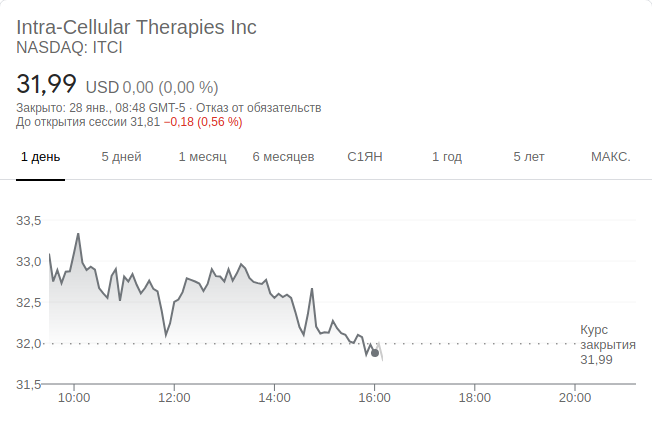 Intra-Cellular Therapies Inc
NASDAQ: ITCI
31,99 USD 0,00 (0,00 %)
Закрыто: 28 янв., 08:48 GMT-5 · Отказ от обязательств
До открытия сессии 31,81 −0,18 (0,56 %)
1 день 5 дней 1 месяц 6 месяцев С1ЯН 1 год 5 лет МАКС.
33,5
33,0
32,5
32,0
31,5
Курс
закрытия
31,99
10:00 12:00 14:00 16:00 18:00 20:00